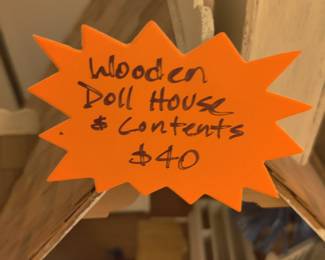 Wooden
Doll House
& Contents
$40